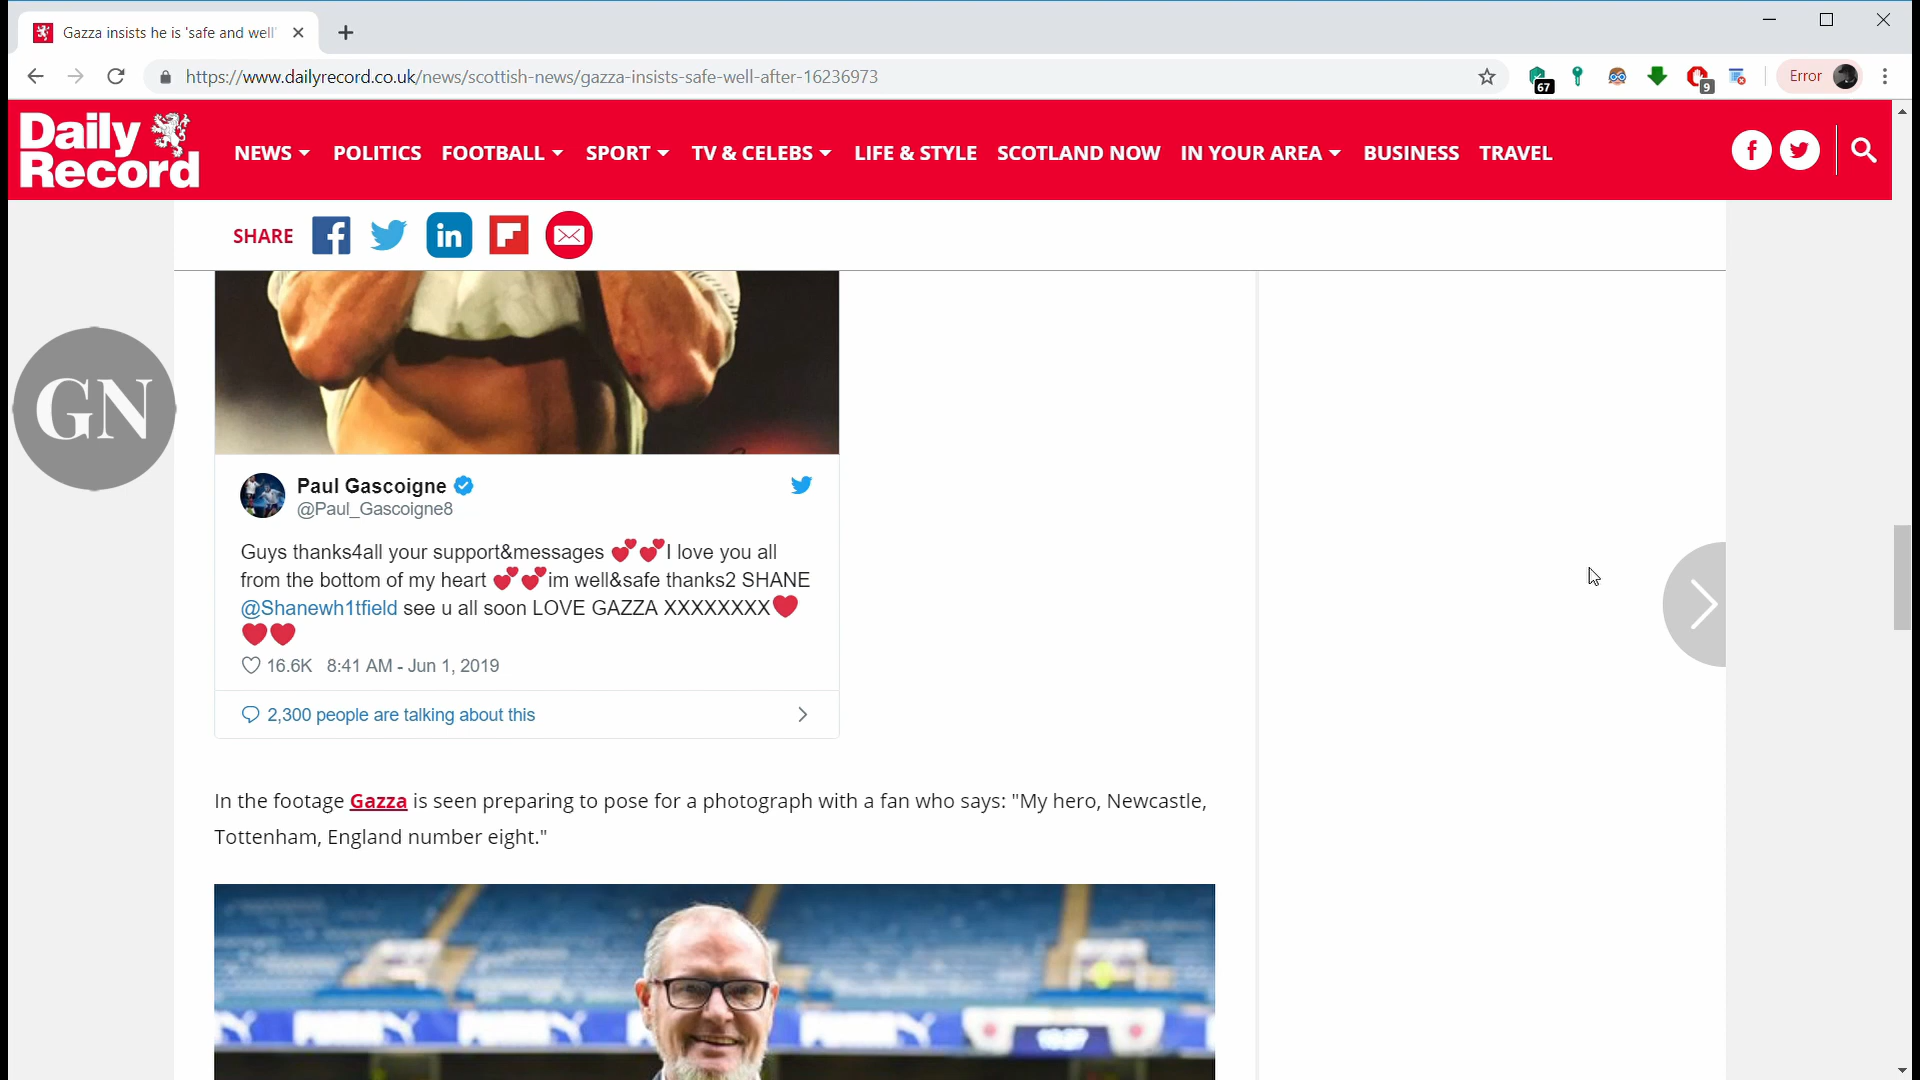 Gazza insists he is 'safe and well'
https://www.dailyrecord.co.uk/news/scottish-news/gazza-insists-safe-well-after-16236973
67
9
Error
Daily
Record
NEWS POLITICS FOOTBALL SPORT TV & CELEBS LIFE & STYLE SCOTLAND NOW IN YOUR AREA BUSINESS TRAVEL
SHARE
GN
Paul Gascoigne
@Paul_Gascoigne8
Guys thanks4all your support&messages 💕💕I love you all
from the bottom of my heart 💕💕im well&safe thanks2 SHANE
@Shanewh1tfield see u all soon LOVE GAZZA XXXXXXXX❤
❤❤
16.6K 8:41 AM - Jun 1, 2019
2,300 people are talking about this
In the footage Gazza is seen preparing to pose for a photograph with a fan who says: "My hero, Newcastle,
Tottenham, England number eight."